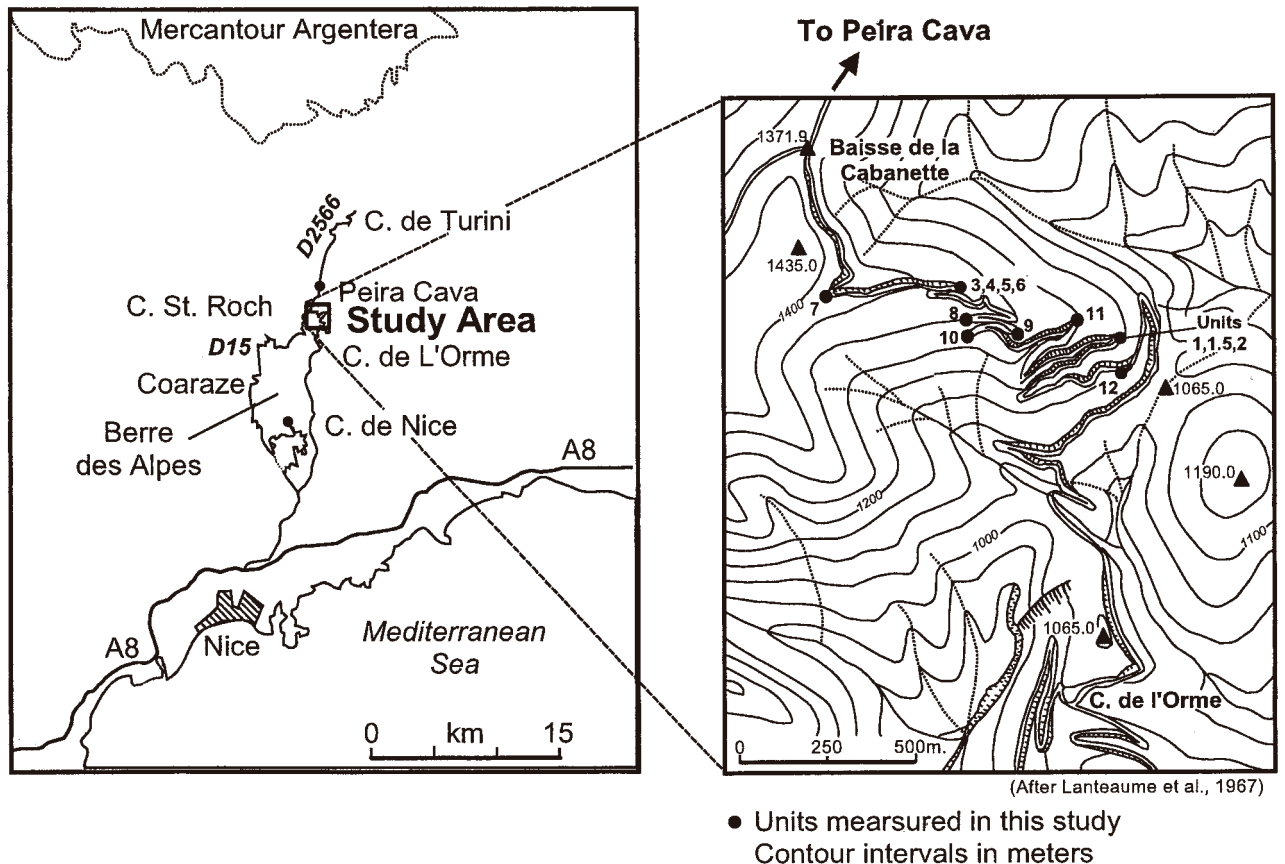 Mercantour Argentera
D2566
C. de Turini
Peira Cava
C. St. Roch
Study Area
D15
C. de L'Orme
Coaraze
C. de Nice
Berre
des Alpes
A8
A8
Nice
Mediterranean
Sea
0 km 15
To Peira Cava
1371.9
Baisse de la
Cabanette
1435.0
1400
7
3,4,5,6
8
9
10
11
Units
1,1.5,2
12
1065.0
1190.0
1200
1100
1000
1065.0
C. de l'Orme
0 250 500m.
(After Lanteaume et al., 1967)
● Units mearsured in this study
Contour intervals in meters